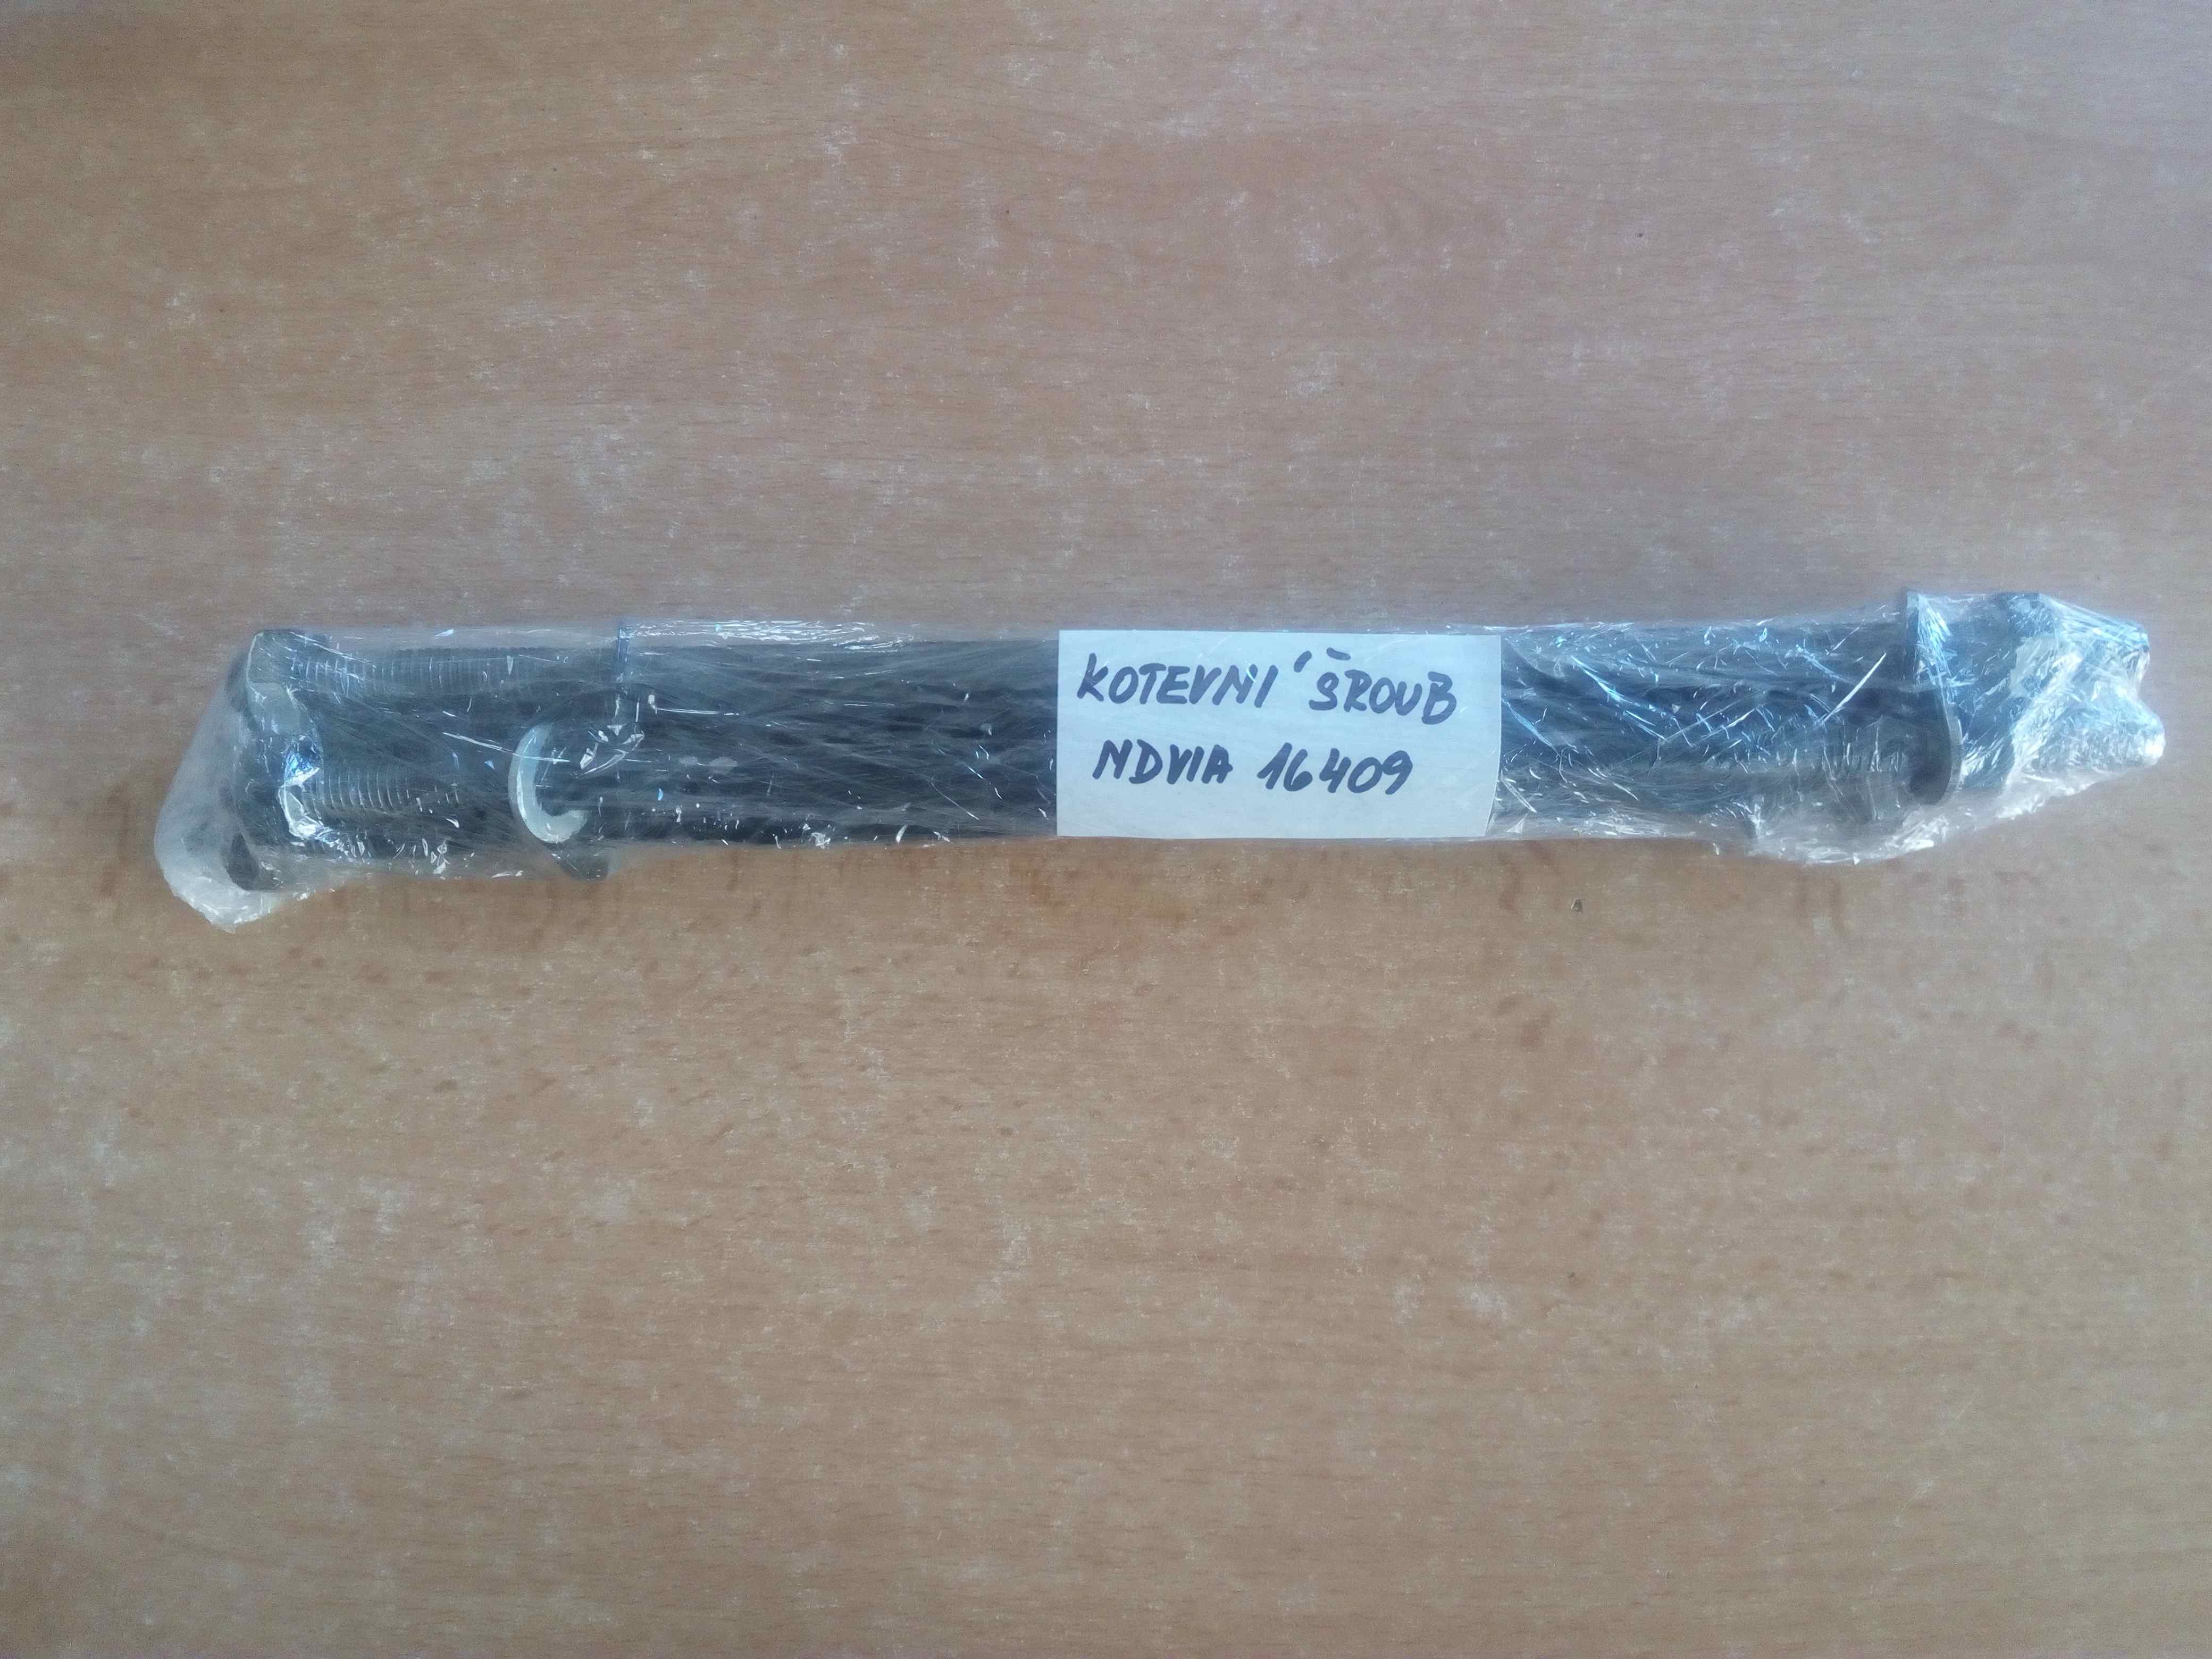 KOTEVNÍ ŠROUB
NDVIA 16409